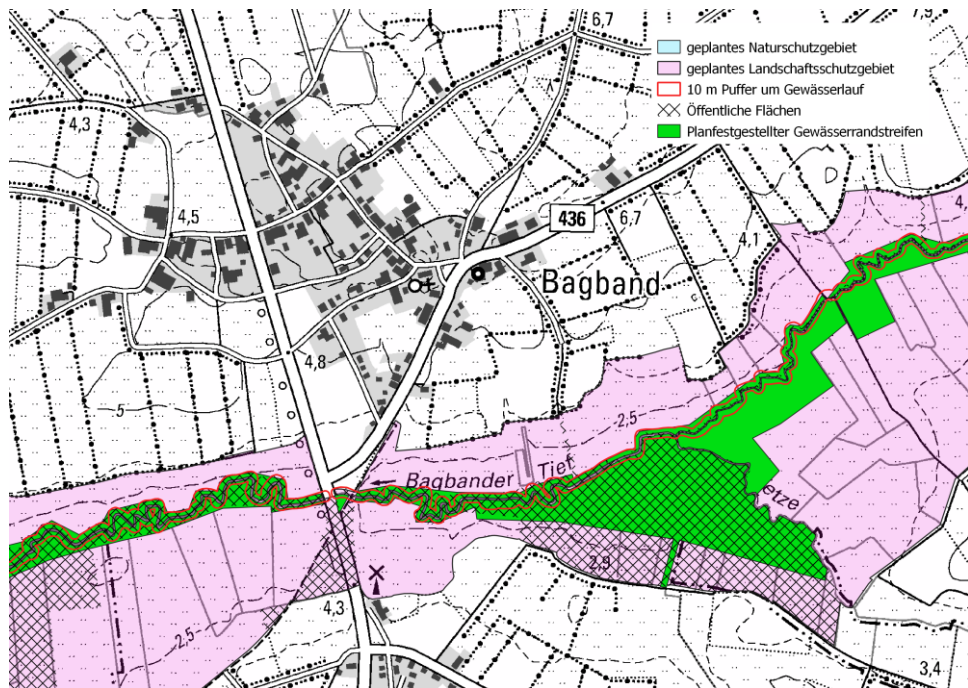 geplantes Naturschutzgebiet
geplantes Landschaftsschutzgebiet
10 m Puffer um Gewässerlauf
Öffentliche Flächen
Planfestgestellter Gewässerrandstreifen
6,7
7,9
4,3
4,5
436
6,7
4,1
4,
Bagband
4,8
5
2,5
Bagbander Tief
etze
2,9
2,5
4,3
3,4